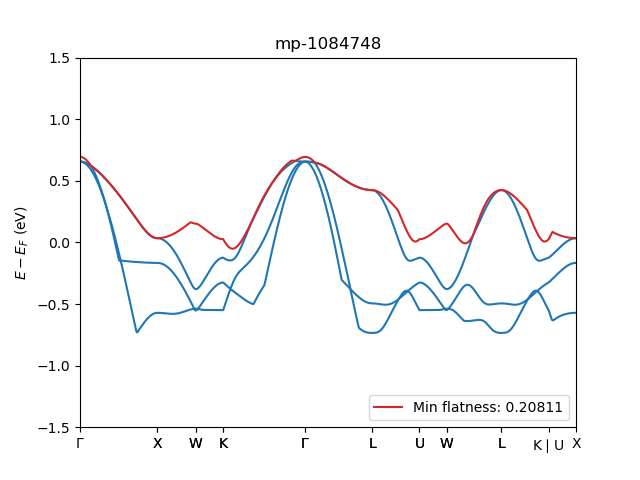 mp-1084748
E − E_F (eV)
1.5
1.0
0.5
0.0
−0.5
−1.0
−1.5
Min flatness: 0.20811
Γ X W K Γ L U W L K | U X